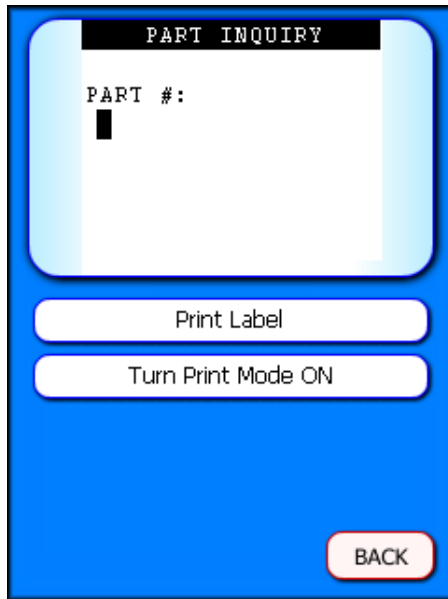 PART INQUIRY
PART #:
Print Label
Turn Print Mode ON
BACK